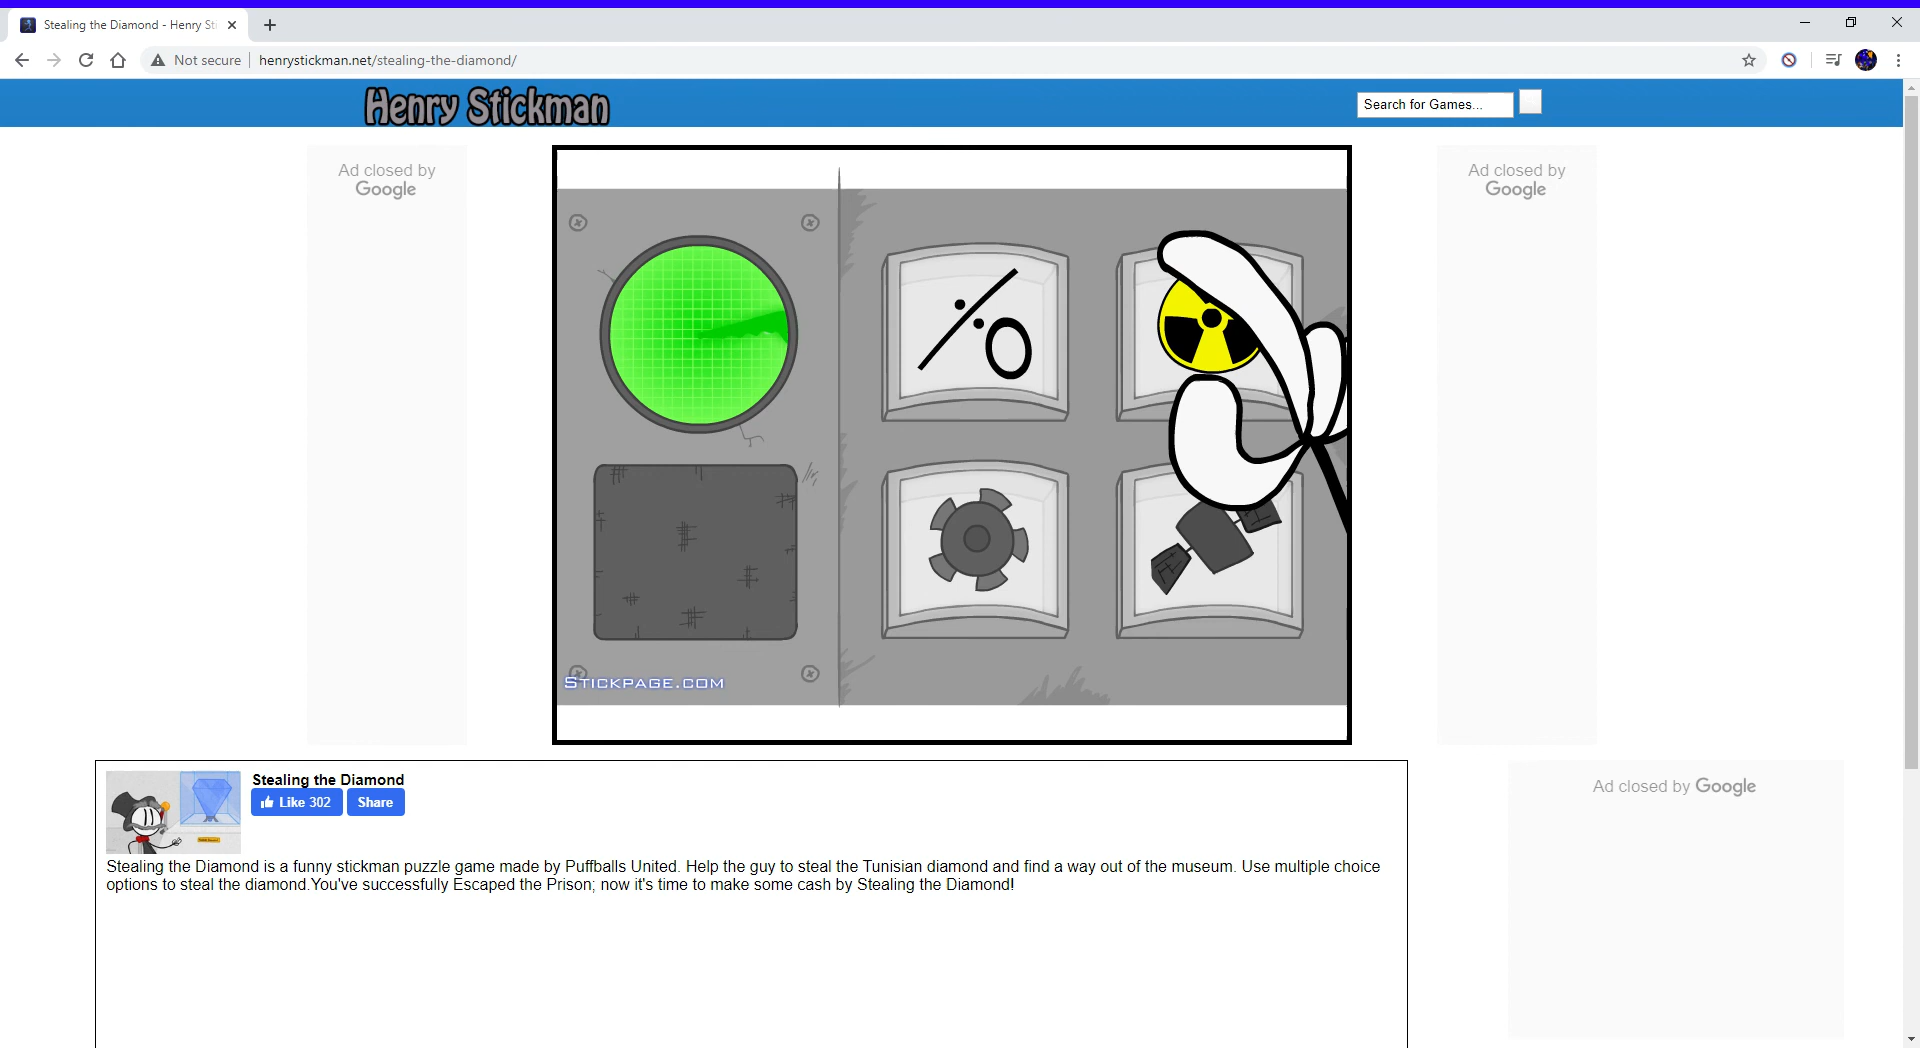 Stealing the Diamond - Henry Sti
Not secure henrystickman.net/stealing-the-diamond/
Henry Stickman
Search for Games...
Ad closed by
Google
Ad closed by
Google
STICKPAGE.COM
Stealing the Diamond
Like 302 Share
Stealing the Diamond is a funny stickman puzzle game made by Puffballs United. Help the guy to steal the Tunisian diamond and find a way out of the museum. Use multiple choice
options to steal the diamond.You've successfully Escaped the Prison; now it's time to make some cash by Stealing the Diamond!
Ad closed by Google